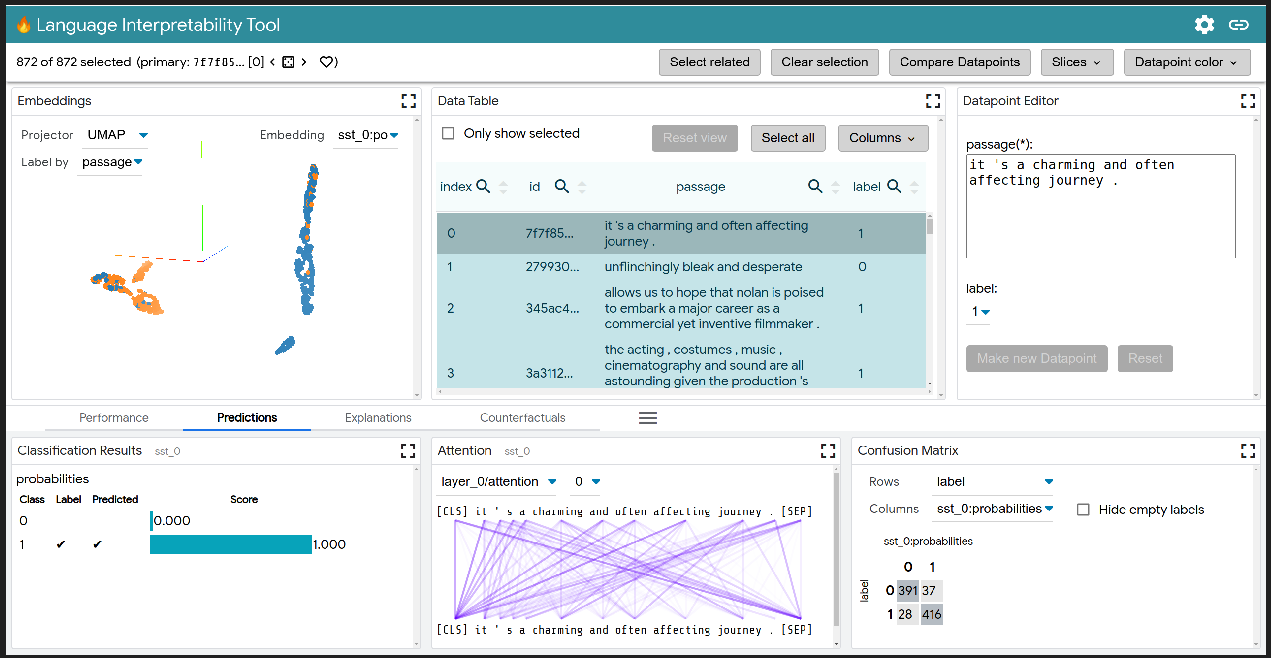 Language Interpretability Tool
872 of 872 selected (primary: 7f7f85... [0] < > )
Select related
Clear selection
Compare Datapoints
Slices
Datapoint color
Embeddings
Projector UMAP
Embedding sst_0:po
Label by passage
Data Table
Only show selected
Reset view
Select all
Columns
index id passage label
0 7f7f85... it 's a charming and often affecting
journey . 1
1 279930... unflinchingly bleak and desperate 0
allows us to hope that nolan is poised
2 345ac4... to embark a major career as a 1
commercial yet inventive filmmaker .
the acting , costumes , music ,
cinematography and sound are all
3 3a3112... astounding given the production 's 1
Datapoint Editor
passage(*):
it 's a charming and often
affecting journey .
label:
1
Make new Datapoint
Reset
Performance
Predictions
Explanations
Counterfactuals
Classification Results sst_0
probabilities
Class Label Predicted Score
0 0.000
1 ✔ ✔ 1.000
Attention sst_0
layer_0/attention 0
[CLS] it ' s a charming and often affecting journey . [SEP]
[CLS] it ' s a charming and often affecting journey . [SEP]
Confusion Matrix
Rows label
Columns sst_0:probabilities
Hide empty labels
sst_0:probabilities
0 1
label
0 391 37
1 28 416